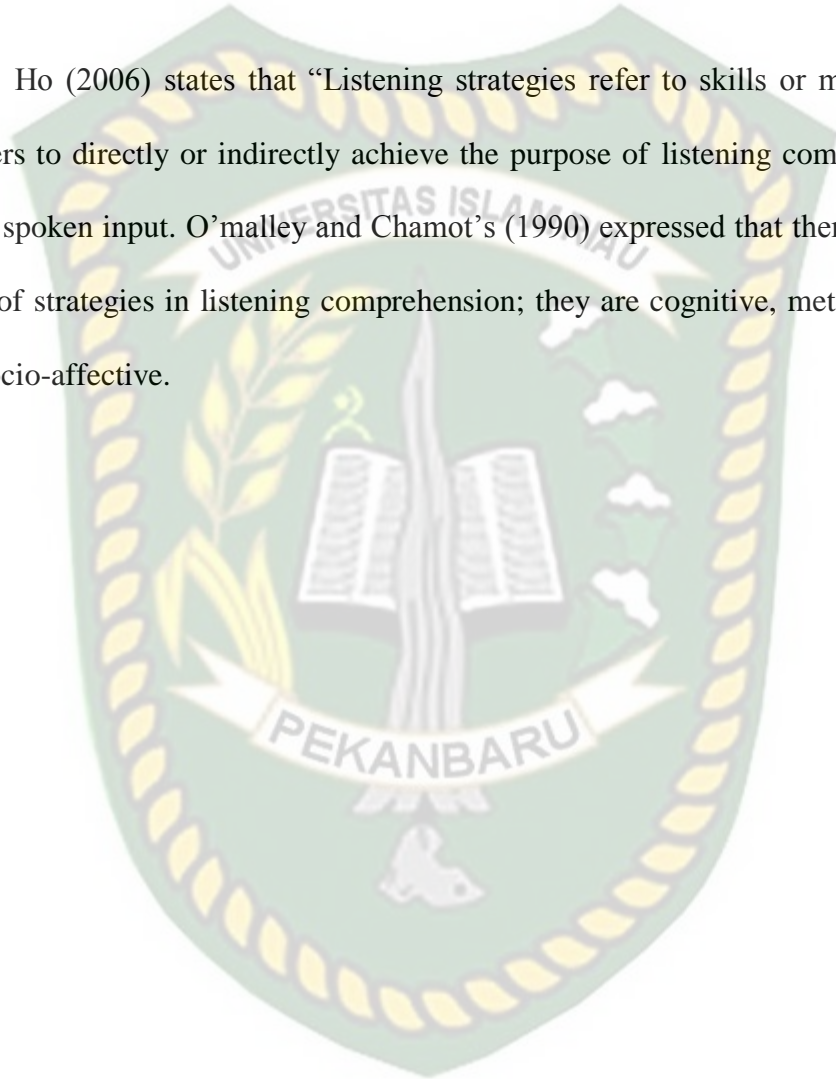 Ho (2006) states that “Listening strategies refer to skills or m
ers to directly or indirectly achieve the purpose of listening com
UNIVERSITAS ISLAM RIAU
spoken input. O’malley and Chamot’s (1990) expressed that ther
of strategies in listening comprehension; they are cognitive, met
cio-affective.
PEKANBARU